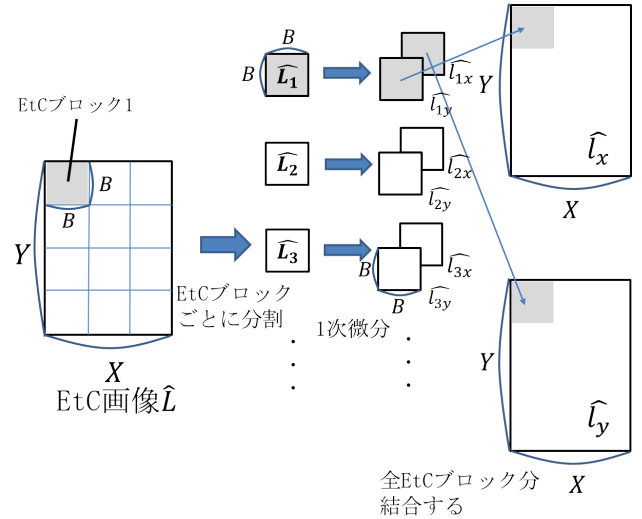 EtCブロック1
B
B
Y
X
EtC画像L̂
EtCブロック
ごとに分割
B
B
L̂₁
L̂₂
L̂₃
l̂₁ₓ
l̂₁ᵧ
l̂₂ₓ
l̂₂ᵧ
l̂₃ₓ
l̂₃ᵧ
B
B
1次微分
Y
l̂ₓ
X
Y
l̂ᵧ
X
全EtCブロック分
結合する